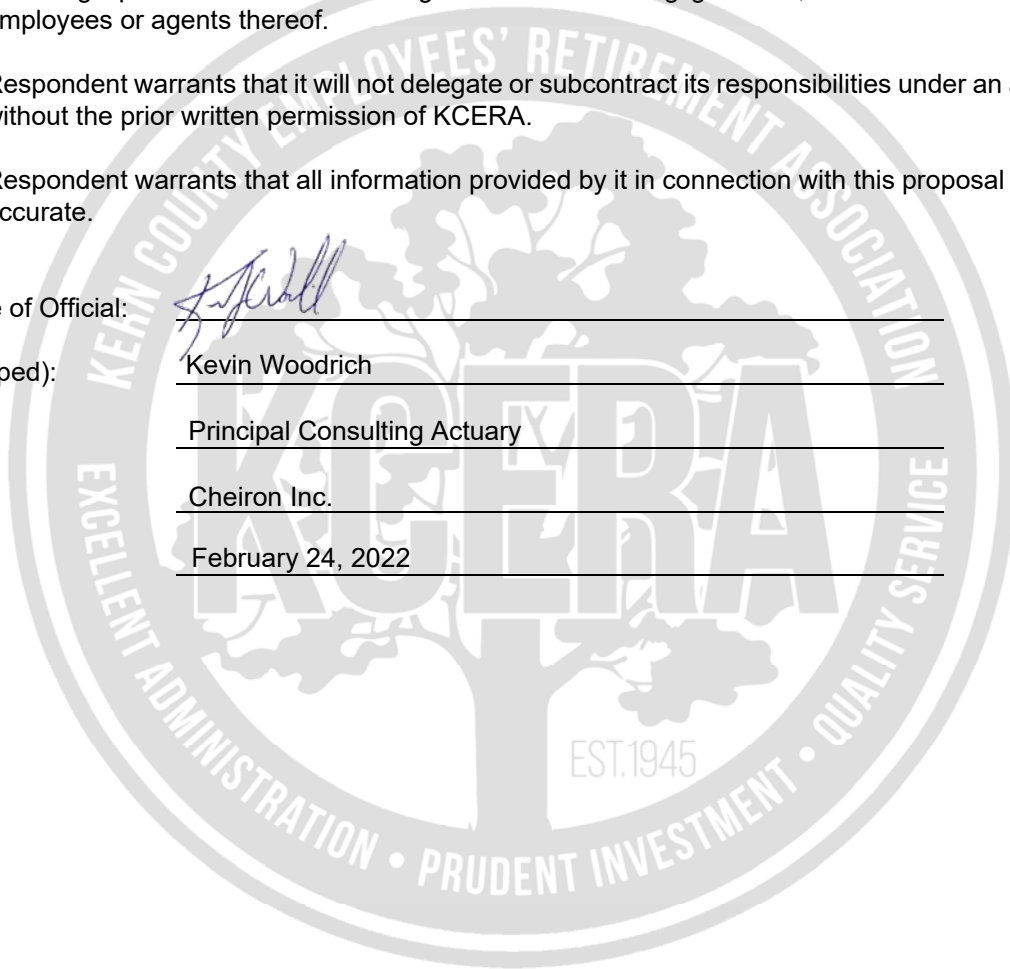 employees or agents thereof.
Respondent warrants that it will not delegate or subcontract its responsibilities under an
without the prior written permission of KCERA.
Respondent warrants that all information provided by it in connection with this proposal
accurate.
of Official:
Kevin Woodrich
Principal Consulting Actuary
Cheiron Inc.
February 24, 2022
KERN COUNTY EMPLOYEES' RETIREMENT ASSOCIATION
KCERA
EST.1945
EXCELLENT ADMINISTRATION • PRUDENT INVESTMENT • QUALITY SERVICE